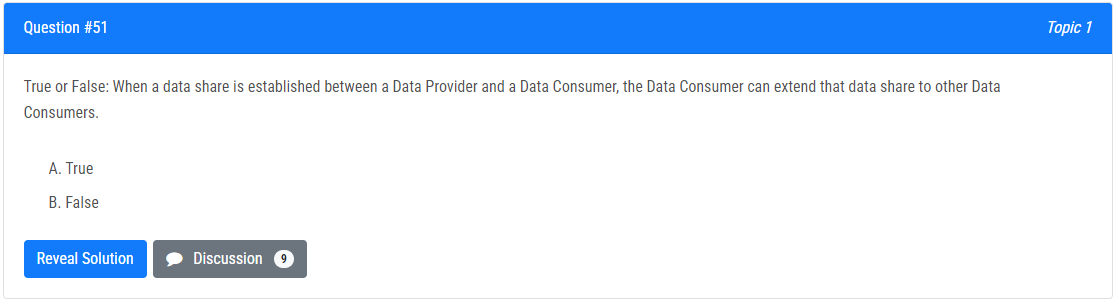 Question #51
Topic 1
True or False: When a data share is established between a Data Provider and a Data Consumer, the Data Consumer can extend that data share to other Data
Consumers.
A. True
B. False
Reveal Solution
Discussion 9